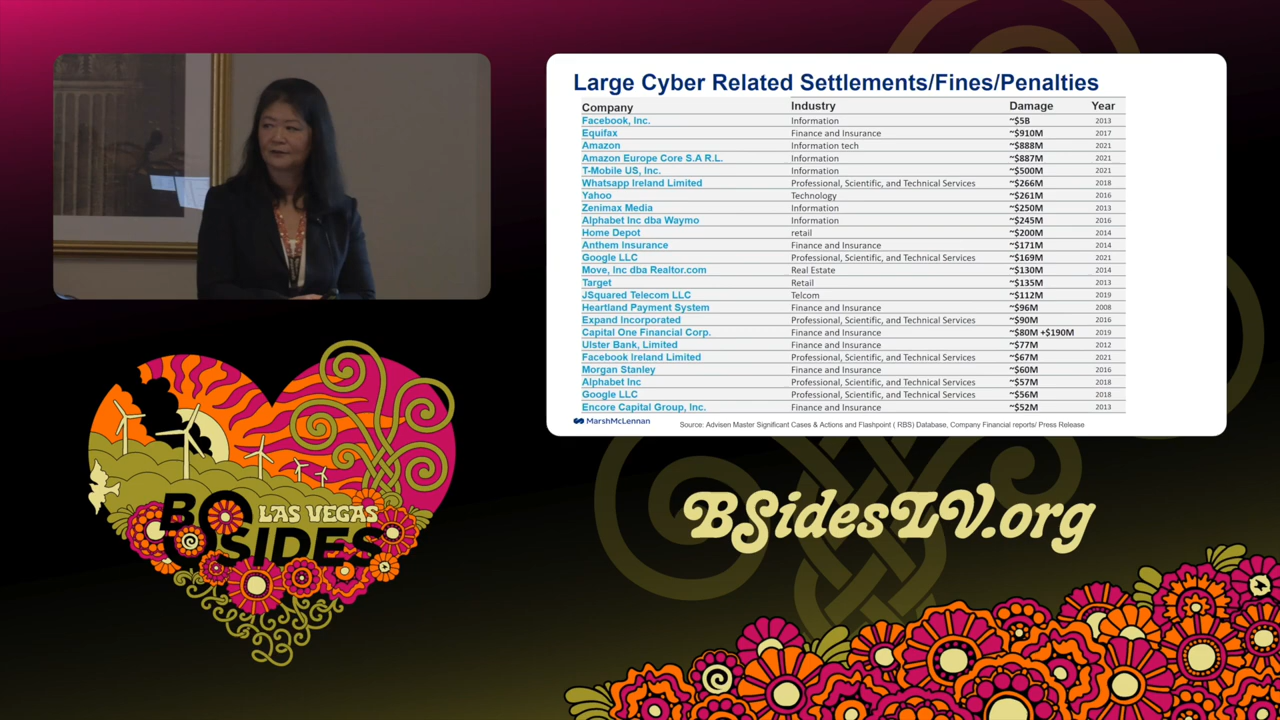 Large Cyber Related Settlements/Fines/Penalties
Company Industry Damage Year
Facebook, Inc. Information ~$5B 2013
Equifax Finance and Insurance ~$910M 2017
Amazon Information tech ~$888M 2021
Amazon Europe Core S.A R.L. Information ~$887M 2021
T-Mobile US, Inc. Information ~$500M 2021
Whatsapp Ireland Limited Professional, Scientific, and Technical Services ~$266M 2018
Yahoo Technology ~$261M 2016
Zenimax Media Information ~$250M 2013
Alphabet Inc dba Waymo Information ~$245M 2016
Home Depot retail ~$200M 2014
Anthem Insurance Finance and Insurance ~$171M 2014
Google LLC Professional, Scientific, and Technical Services ~$169M 2021
Move, Inc dba Realtor.com Real Estate ~$130M 2014
Target Retail ~$135M 2013
JSquared Telecom LLC Telcom ~$112M 2019
Heartland Payment System Finance and Insurance ~$96M 2008
Expand Incorporated Professional, Scientific, and Technical Services ~$90M 2016
Capital One Financial Corp. Finance and Insurance ~$80M +$190M 2019
Ulster Bank, Limited Finance and Insurance ~$77M 2012
Facebook Ireland Limited Professional, Scientific, and Technical Services ~$67M 2021
Morgan Stanley Finance and Insurance ~$60M 2016
Alphabet Inc Professional, Scientific, and Technical Services ~$57M 2018
Google LLC Professional, Scientific, and Technical Services ~$56M 2018
Encore Capital Group, Inc. Finance and Insurance ~$52M 2013
MarshMcLennan
Source: Advisen Master Significant Cases & Actions and Flashpoint ( RBS) Database, Company Financial reports/ Press Release
BSidesLV.org
LAS VEGAS
BSIDES
23